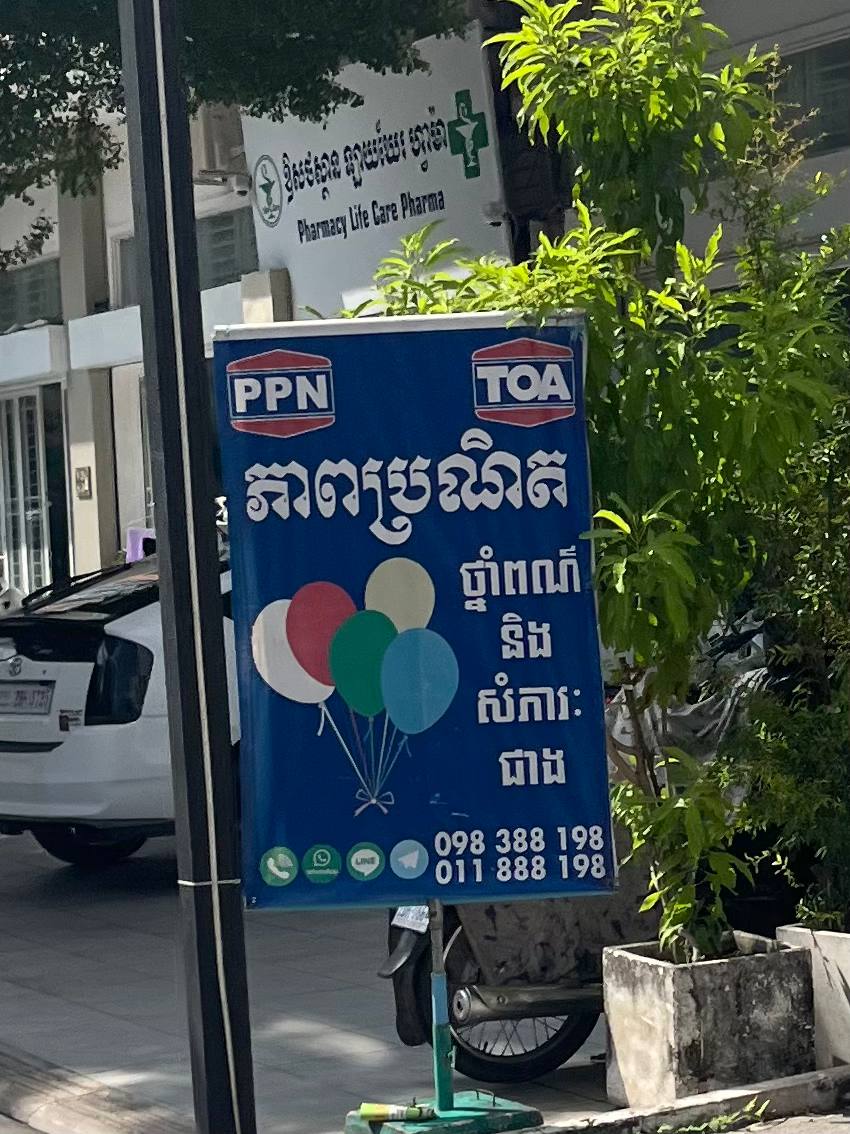 ឱសថស្ថាន ឡាយហ្វែរ ហ្វាម៉ា
Pharmacy Life Care Pharma
PPN
TOA
ភាពប្រណិត
ថ្នាំពណ៌
និង
សំភារៈ
ជាង
LINE
098 388 198
011 888 198